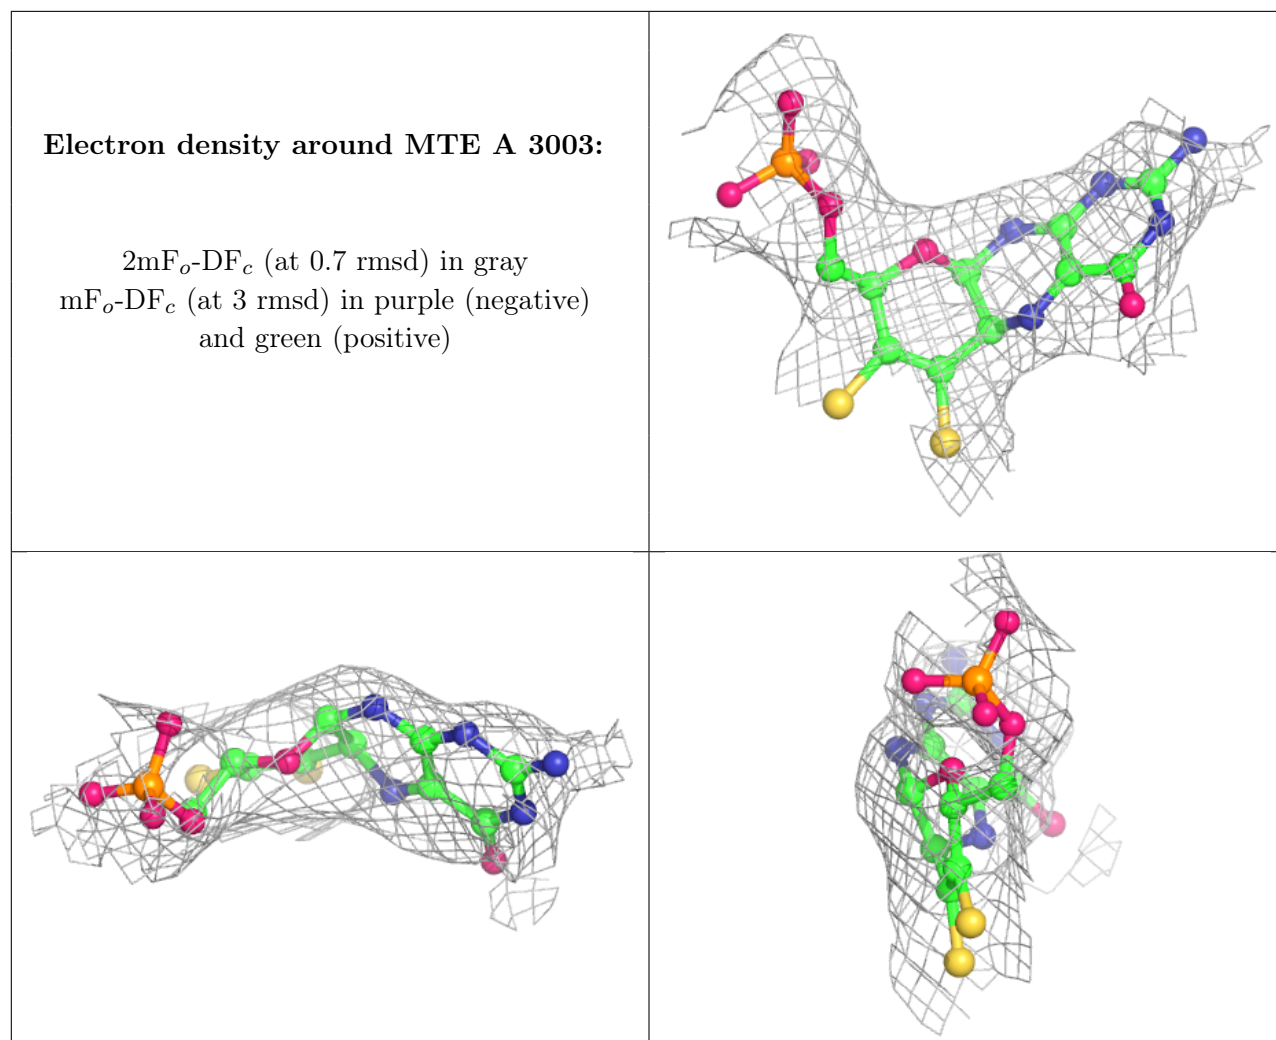 Electron density around MTE A 3003:
2mFo-DFc (at 0.7 rmsd) in gray
mFo-DFc (at 3 rmsd) in purple (negative)
and green (positive)